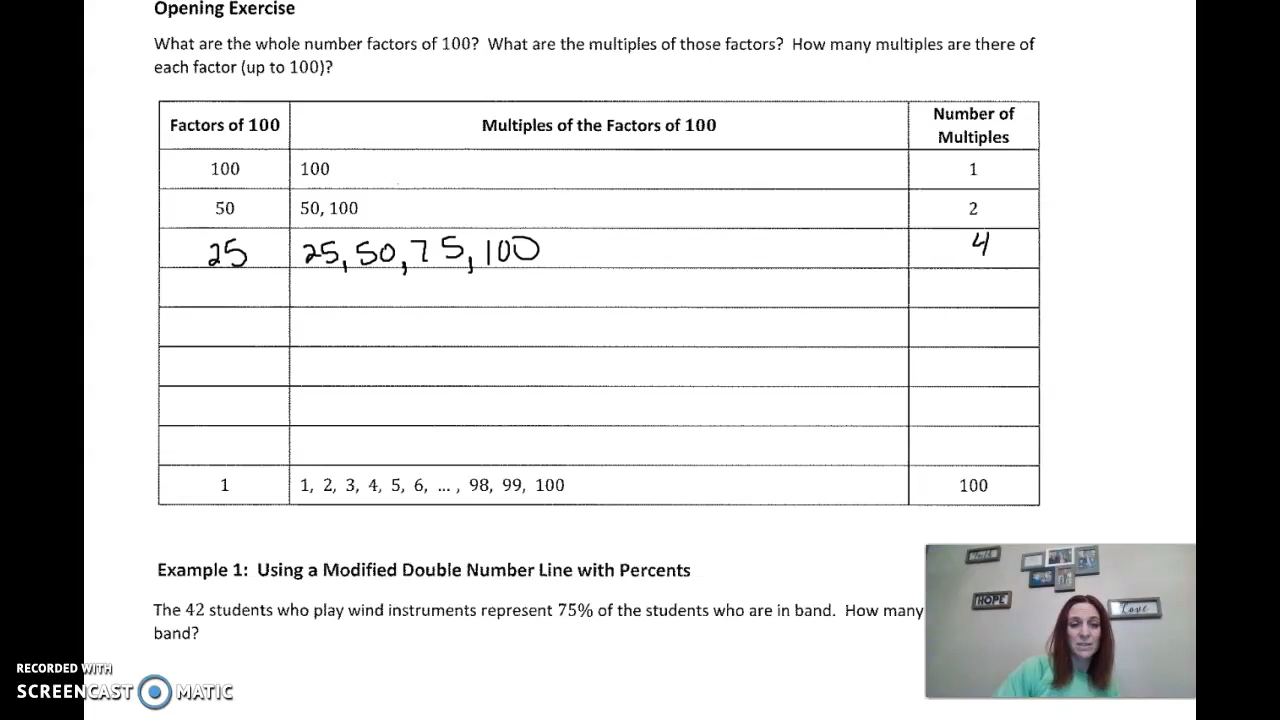 Opening Exercise
What are the whole number factors of 100? What are the multiples of those factors? How many multiples are there of
each factor (up to 100)?
Factors of 100 Multiples of the Factors of 100 Number of Multiples
100 100 1
50 50, 100 2
25 25, 50, 75, 100 4
1 1, 2, 3, 4, 5, 6, ... , 98, 99, 100 100
Example 1: Using a Modified Double Number Line with Percents
The 42 students who play wind instruments represent 75% of the students who are in band. How many
band?
Faith
HOPE
Love
RECORDED WITH
SCREENCAST MATIC